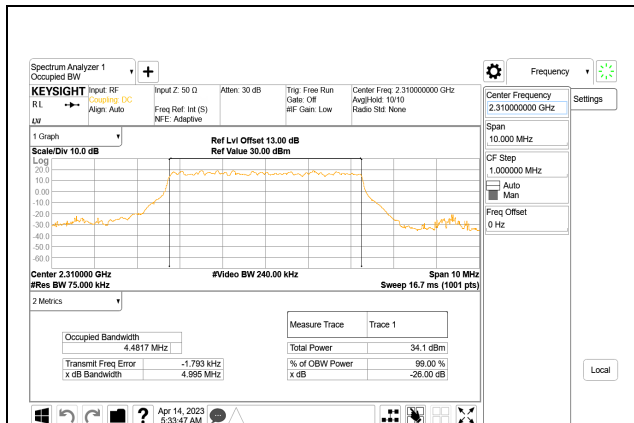 Spectrum Analyzer 1
Occupied BW
Frequency
KEYSIGHT
Input: RF
Input Z: 50 Ω
Atten: 30 dB
Trig: Free Run
Center Freq: 2.310000000 GHz
RL
Coupling: DC
Gate: Off
Avg|Hold: 10/10
Align: Auto
Freq Ref: Int (S)
#IF Gain: Low
Radio Std: None
NFE: Adaptive
LXI
Center Frequency
2.310000000 GHz
Settings
Span
10.000 MHz
CF Step
1.000000 MHz
Auto
Man
Freq Offset
0 Hz
1 Graph
Ref Lvl Offset 13.00 dB
Scale/Div 10.0 dB
Ref Value 30.00 dBm
Log
20.0
10.0
0.00
-10.0
-20.0
-30.0
-40.0
-50.0
-60.0
Center 2.310000 GHz
#Video BW 240.00 kHz
Span 10 MHz
#Res BW 75.000 kHz
Sweep 16.7 ms (1001 pts)
2 Metrics
Measure Trace
Trace 1
Occupied Bandwidth
4.4817 MHz
Total Power
34.1 dBm
Transmit Freq Error
-1.793 kHz
% of OBW Power
99.00 %
x dB Bandwidth
4.995 MHz
x dB
-26.00 dB
Local
?
Apr 14, 2023
5:33:47 AM